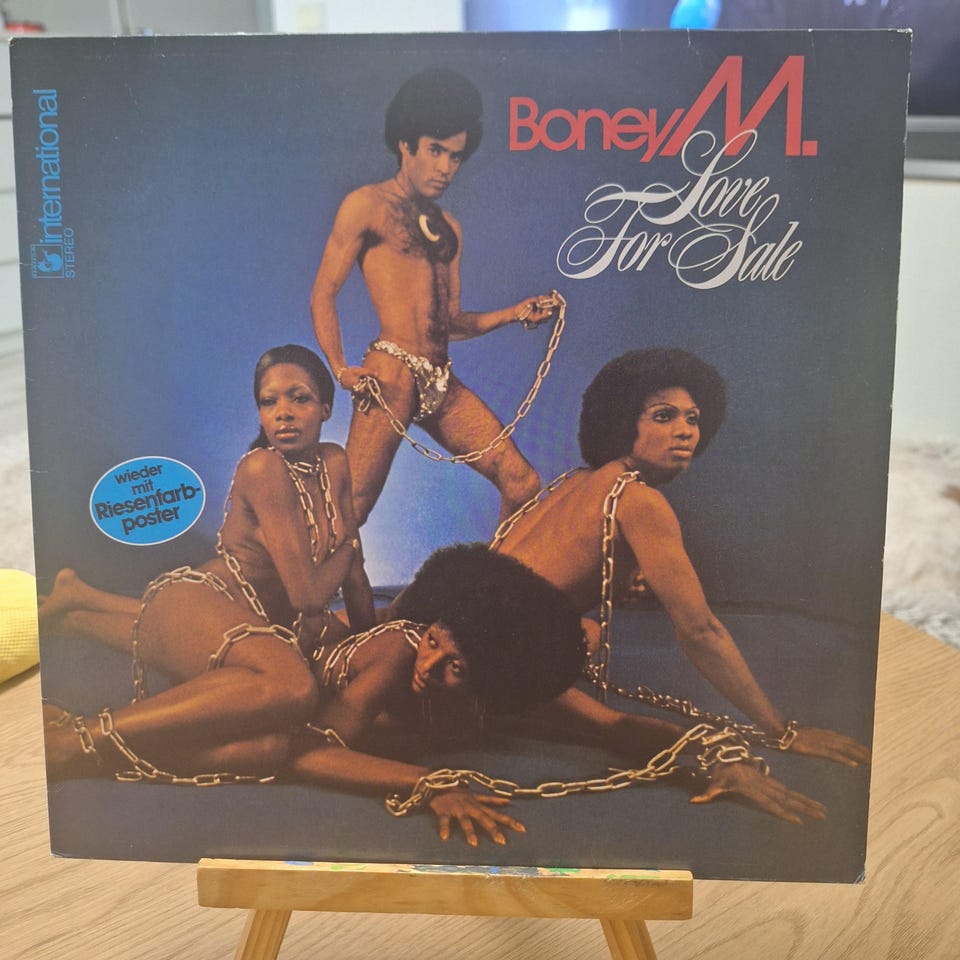 international
STEREO
Boney M.
Love
For Sale
wieder
mit
Riesenfarb-
poster